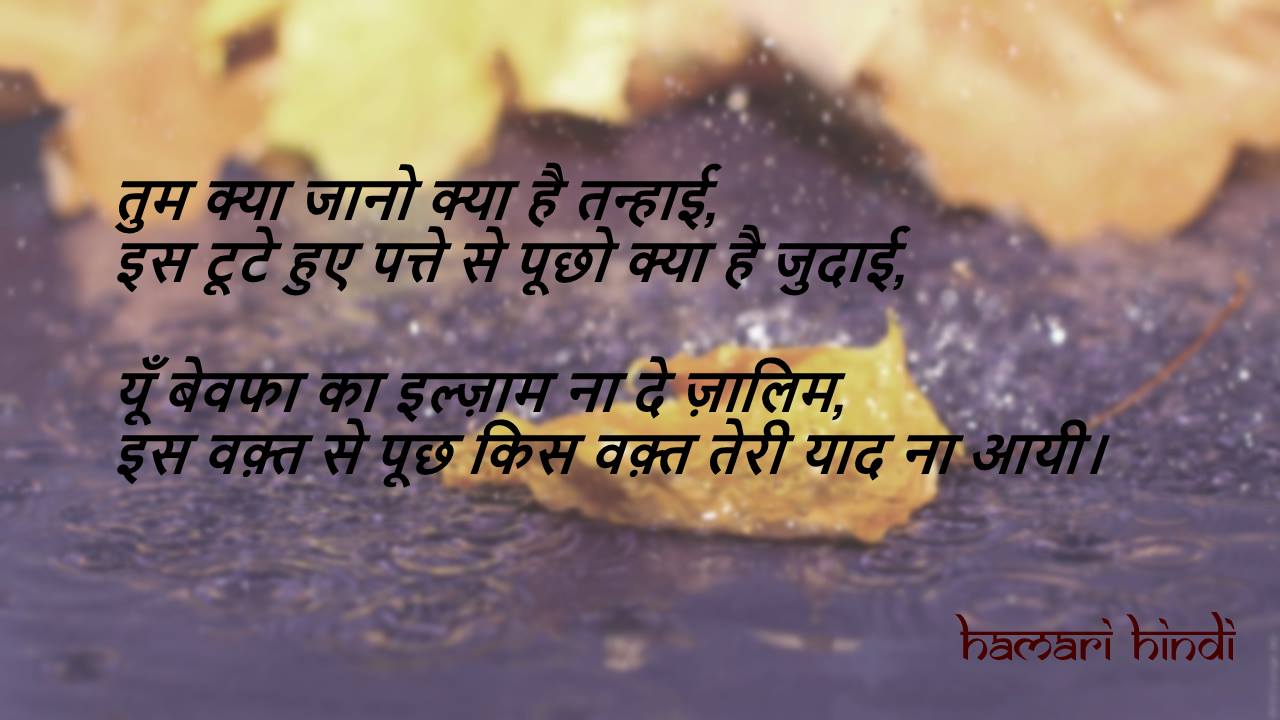 तुम क्या जानो क्या है तन्हाई,
इस टूटे हुए पत्ते से पूछो क्या है जुदाई,
यूँ बेवफा का इल्ज़ाम ना दे ज़ालिम,
इस वक़्त से पूछ किस वक़्त तेरी याद ना आयी।
hamari hindi